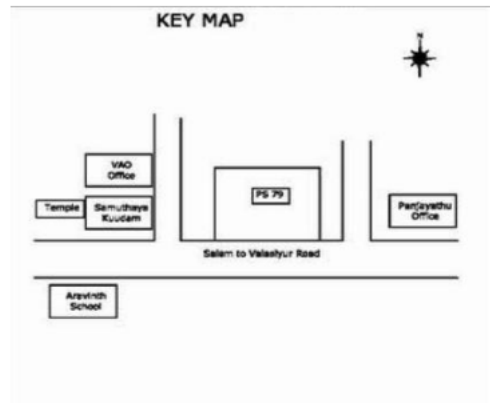 KEY MAP
N
VAO
Office
PS 79
Temple
Samuthaya
Kuudam
Panjayathu
Office
Salem to Valasiyur Road
Aravinth
School